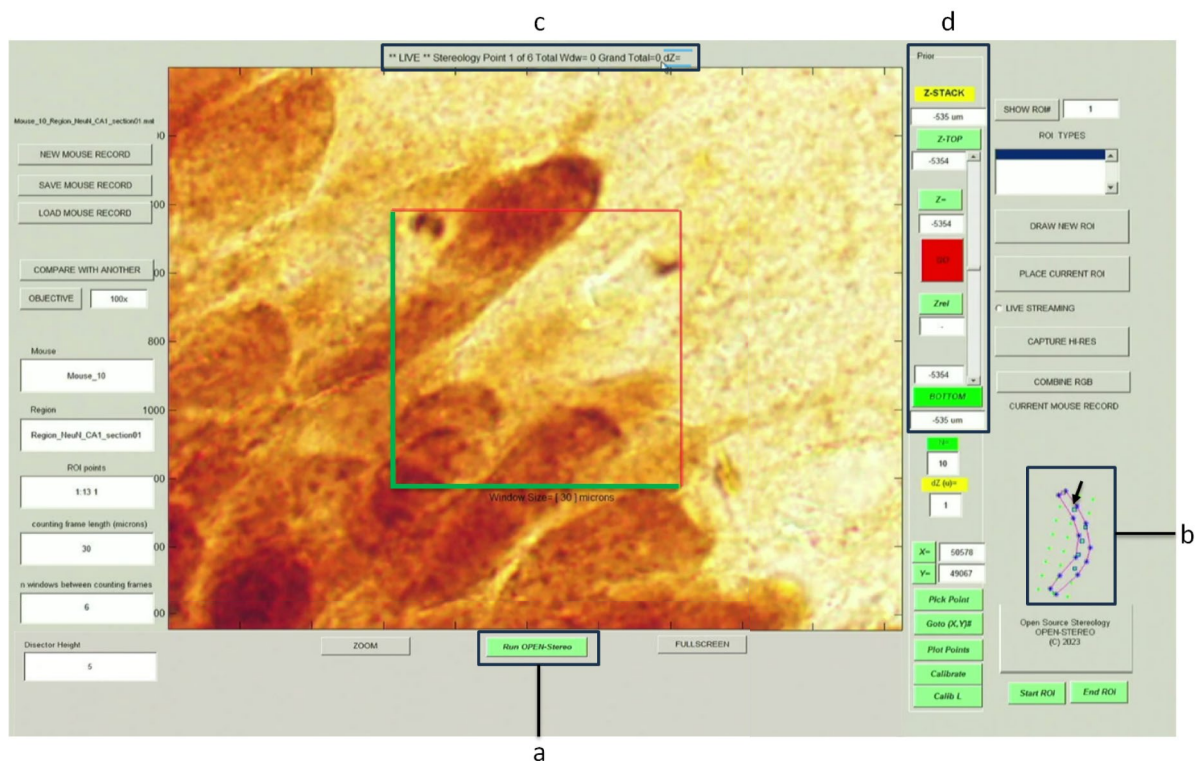 c
d
** LIVE ** Stereology Point 1 of 6 Total Wdw= 0 Grand Total=0 dZ=
Prior
Z-STACK
-535 um
Z-TOP
-5354
Z=
-5354
GO
Zrel
-
-5354
BOTTOM
-535 um
10
dZ (u)=
1
X=
50578
Y=
49067
Pick Point
Goto (X,Y)#
Plot Points
Calibrate
Calib L
Mouse_10_Region_NeuN_CA1_section01.mat
NEW MOUSE RECORD
SAVE MOUSE RECORD
LOAD MOUSE RECORD
COMPARE WITH ANOTHER
OBJECTIVE
100x
Mouse
Mouse_10
Region
Region_NeuN_CA1_section01
ROI points
1:13 1
counting frame length (microns)
30
n windows between counting frames
6
Disector Height
5
800
1000
Window Size= [ 30 ] microns
ZOOM
Run OPEN-Stereo
FULLSCREEN
SHOW ROI#
1
ROI TYPES
DRAW NEW ROI
PLACE CURRENT ROI
LIVE STREAMING
CAPTURE HI-RES
COMBINE RGB
CURRENT MOUSE RECORD
b
Open Source Stereology
OPEN-STEREO
(C) 2023
Start ROI
End ROI
a